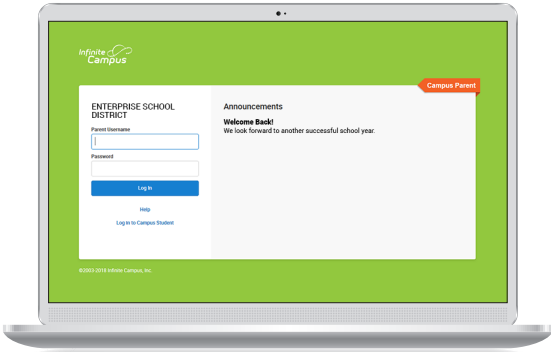 Infinite
Campus
Campus Parent
ENTERPRISE SCHOOL
DISTRICT
Parent Username
Password
Log In
Help
Log in to Campus Student
Announcements
Welcome Back!
We look forward to another successful school year.
©2003-2018 Infinite Campus, Inc.